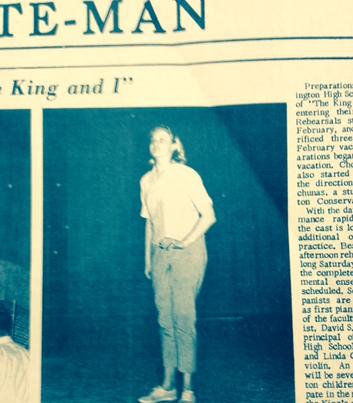 TE-MAN
King and I"
Preparation
ington High Sc
of "The King
entering thei
Rehearsals st
February, and
rificed three
February vac
arations began
vacation. Cho
also started
the direction
chunas, a stu
ton Conserva
With the da
mance rapid
the cast is lo
additional o
practice. Be
afternoon reh
long Saturday
the complete
mental ense
scheduled. S
panists are
as first pian
of the facult
ist, David S.
principal o
High School
and Linda C
violin. An
will be seve
ton children
pate in the